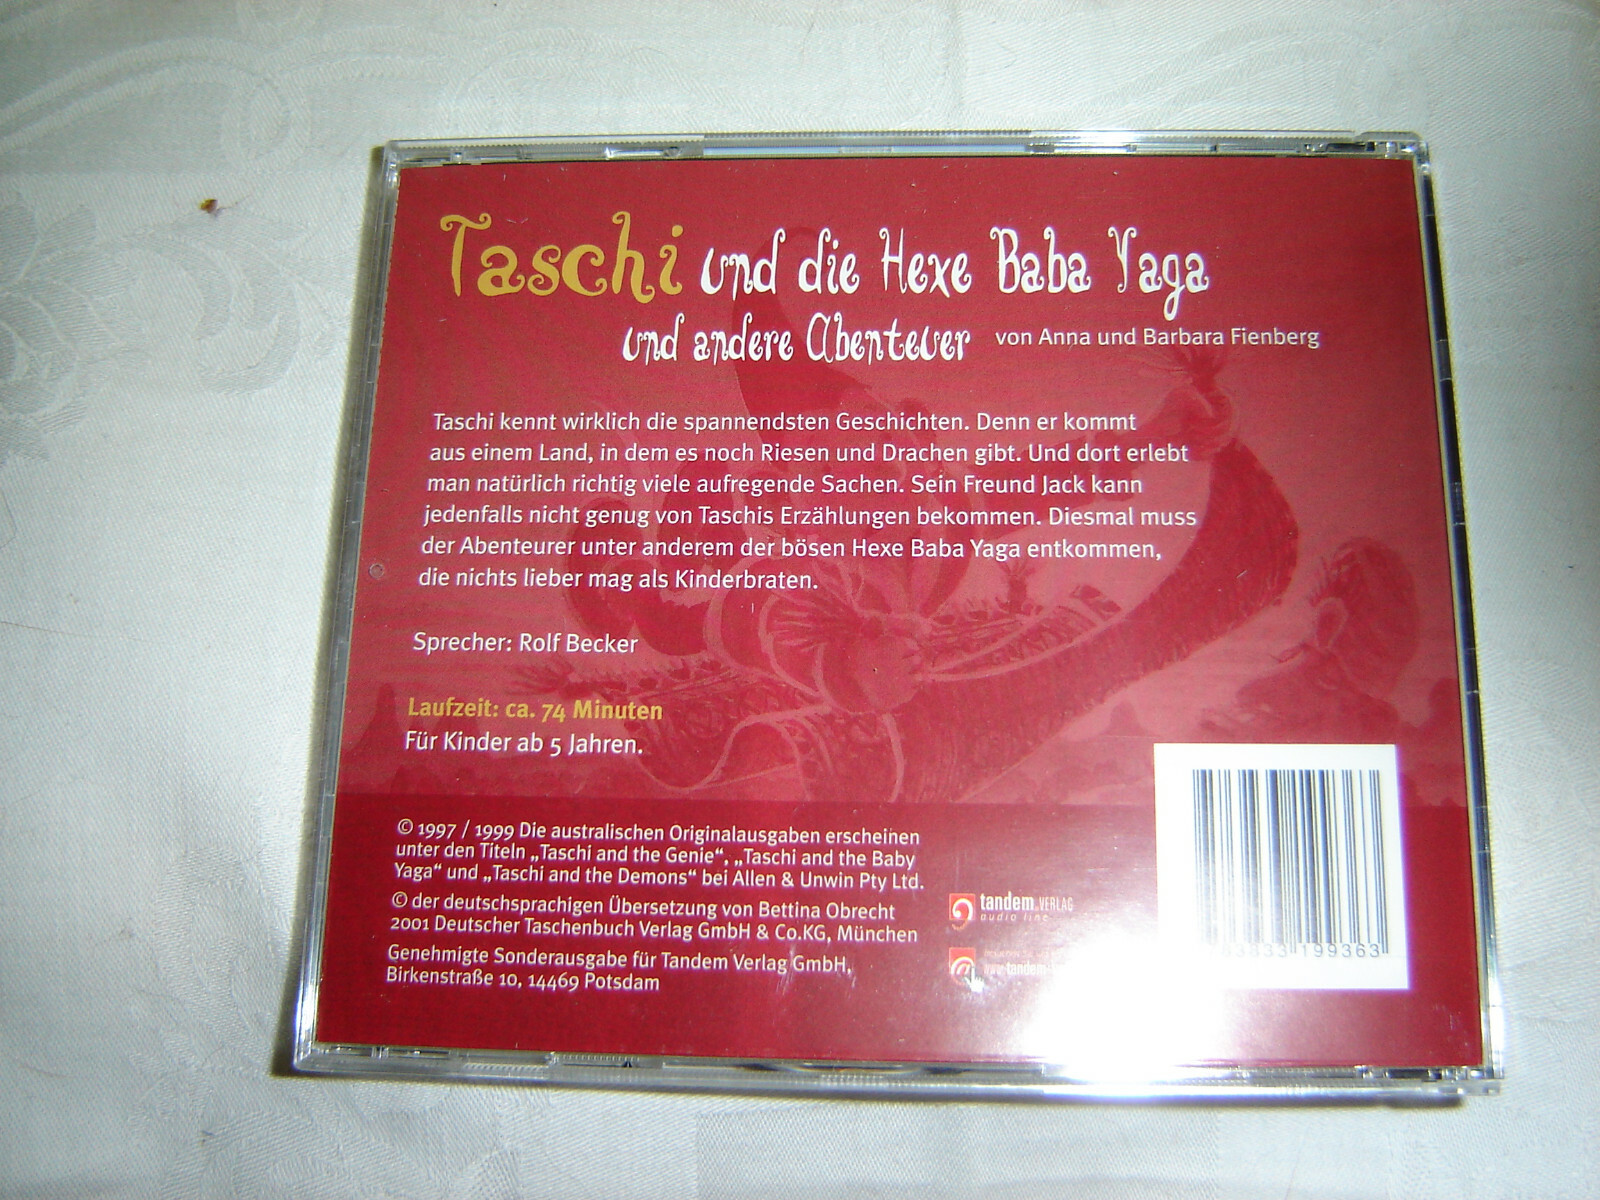 Taschi und die Hexe Baba Yaga
und andere Abenteuer von Anna und Barbara Fienberg
Taschi kennt wirklich die spannendsten Geschichten. Denn er kommt
aus einem Land, in dem es noch Riesen und Drachen gibt. Und dort erlebt
man natürlich richtig viele aufregende Sachen. Sein Freund Jack kann
jedenfalls nicht genug von Taschis Erzählungen bekommen. Diesmal muss
der Abenteurer unter anderem der bösen Hexe Baba Yaga entkommen,
die nichts lieber mag als Kinderbraten.
Sprecher: Rolf Becker
Laufzeit: ca. 74 Minuten
Für Kinder ab 5 Jahren.
© 1997 / 1999 Die australischen Originalausgaben erscheinen
unter den Titeln „Taschi and the Genie“, „Taschi and the Baby
Yaga“ und „Taschi and the Demons“ bei Allen & Unwin Pty Ltd.
© der deutschsprachigen Übersetzung von Bettina Obrecht
2001 Deutscher Taschenbuch Verlag GmbH & Co.KG, München
Genehmigte Sonderausgabe für Tandem Verlag GmbH,
Birkenstraße 10, 14469 Potsdam
tandem VERLAG
audio line
199363